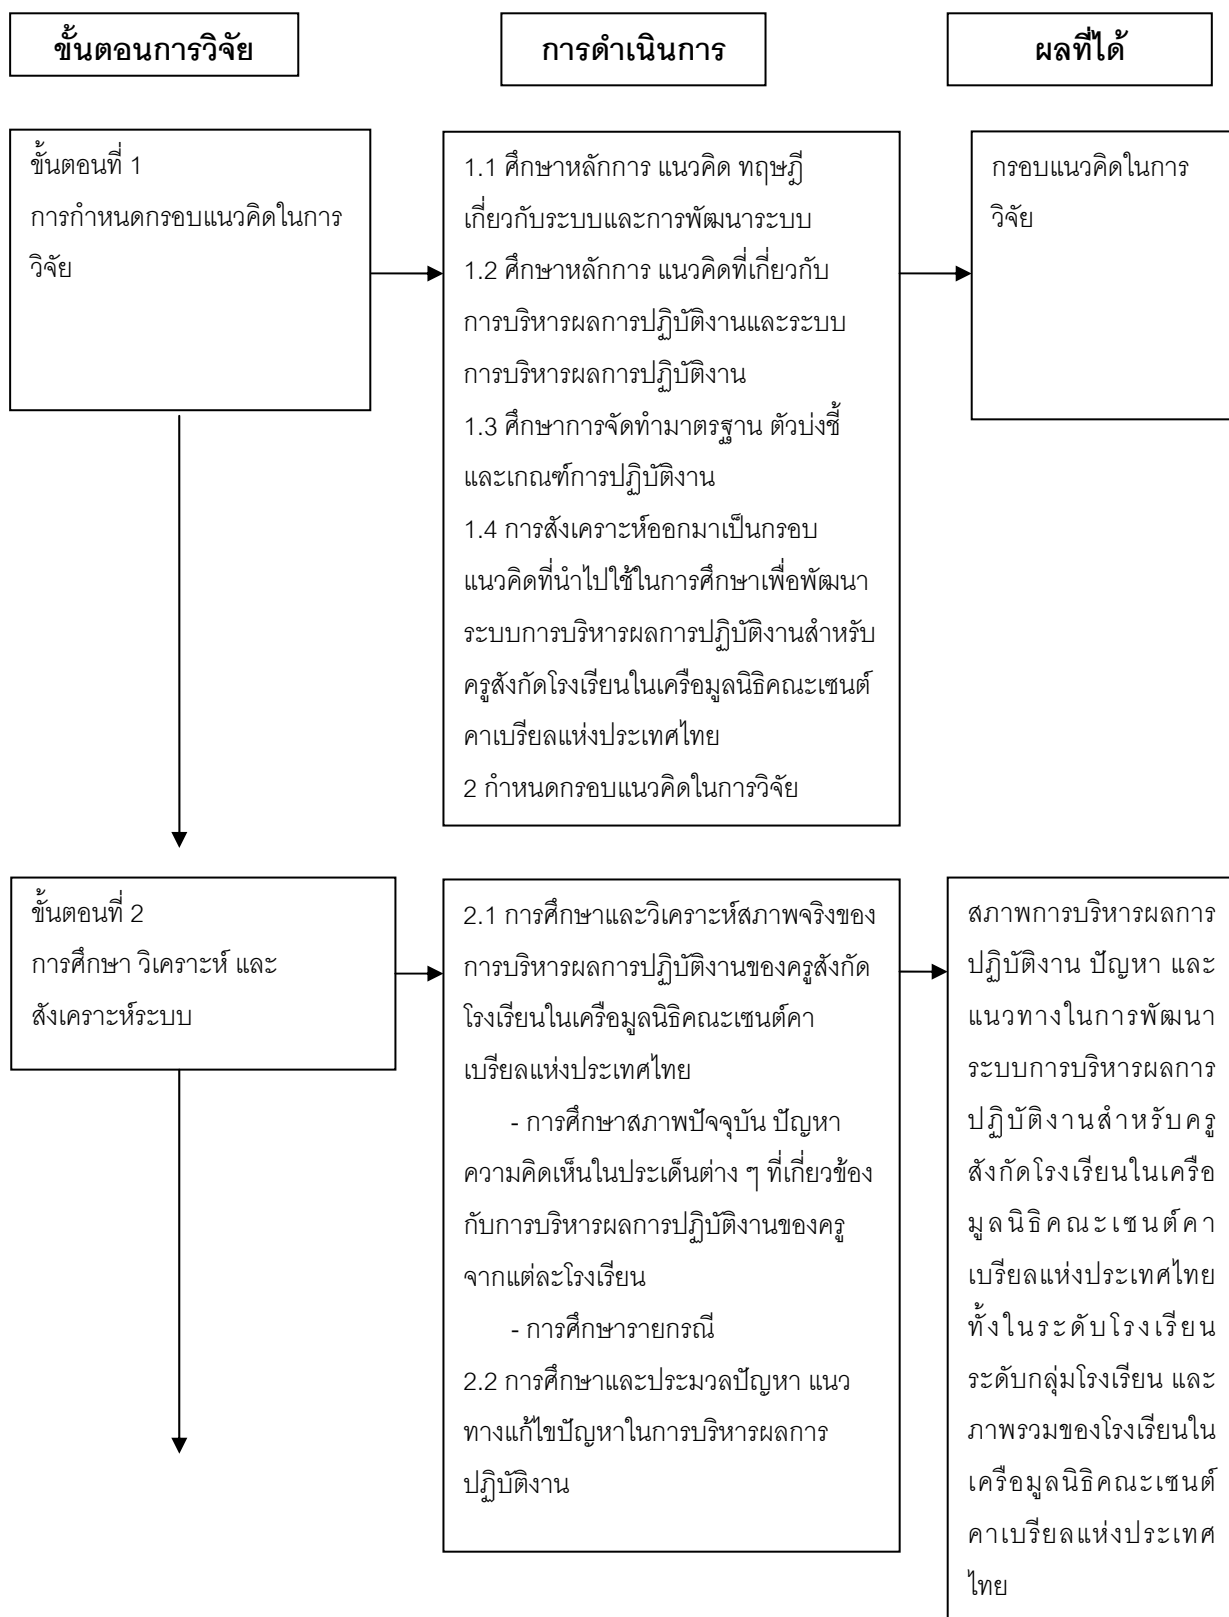 ขั้นตอนการวิจัย
การดำเนินการ
ผลที่ได้
ขั้นตอนที่ 1
การกำหนดกรอบแนวคิดในการ
วิจัย
1.1 ศึกษาหลักการ แนวคิด ทฤษฎี
เกี่ยวกับระบบและการพัฒนาระบบ
1.2 ศึกษาหลักการ แนวคิดที่เกี่ยวกับ
การบริหารผลการปฏิบัติงานและระบบ
การบริหารผลการปฏิบัติงาน
1.3 ศึกษาการจัดทำมาตรฐาน ตัวบ่งชี้
และเกณฑ์การปฏิบัติงาน
1.4 การสังเคราะห์ออกมาเป็นกรอบ
แนวคิดที่นำไปใช้ในการศึกษาเพื่อพัฒนา
ระบบการบริหารผลการปฏิบัติงานสำหรับ
ครูสังกัดโรงเรียนในเครือมูลนิธิคณะเซนต์
คาเบรียลแห่งประเทศไทย
2 กำหนดกรอบแนวคิดในการวิจัย
กรอบแนวคิดในการ
วิจัย
ขั้นตอนที่ 2
การศึกษา วิเคราะห์ และ
สังเคราะห์ระบบ
2.1 การศึกษาและวิเคราะห์สภาพจริงของ
การบริหารผลการปฏิบัติงานของครูสังกัด
โรงเรียนในเครือมูลนิธิคณะเซนต์คา
เบรียลแห่งประเทศไทย
- การศึกษาสภาพปัจจุบัน ปัญหา
ความคิดเห็นในประเด็นต่าง ๆ ที่เกี่ยวข้อง
กับการบริหารผลการปฏิบัติงานของครู
จากแต่ละโรงเรียน
- การศึกษารายกรณี
2.2 การศึกษาและประมวลปัญหา แนว
ทางแก้ไขปัญหาในการบริหารผลการ
ปฏิบัติงาน
สภาพการบริหารผลการ
ปฏิบัติงาน ปัญหา และ
แนวทางในการพัฒนา
ระบบการบริหารผลการ
ปฏิบัติงานสำหรับครู
สังกัดโรงเรียนในเครือ
มูลนิธิคณะเซนต์คา
เบรียลแห่งประเทศไทย
ทั้งในระดับโรงเรียน
ระดับกลุ่มโรงเรียน และ
ภาพรวมของโรงเรียนใน
เครือมูลนิธิคณะเซนต์
คาเบรียลแห่งประเทศ
ไทย